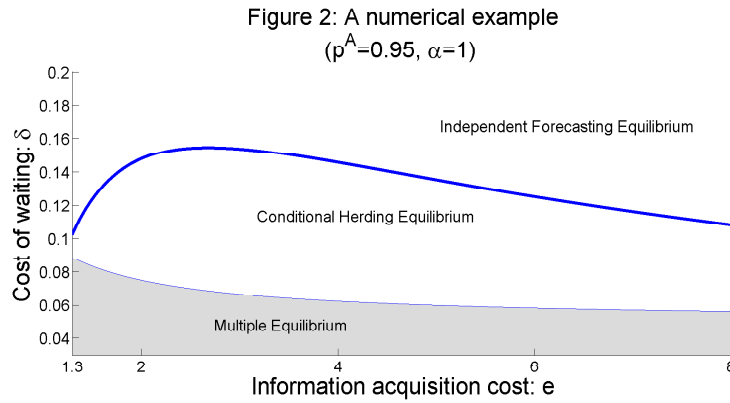 Figure 2: A numerical example
(p^A=0.95, α=1)
0.2
0.18
0.16
0.14
0.12
0.1
0.08
0.06
0.04
Cost of waiting: δ
Independent Forecasting Equilibrium
Conditional Herding Equilibrium
Multiple Equilibrium
1.3 2 4 6 8
Information acquisition cost: e